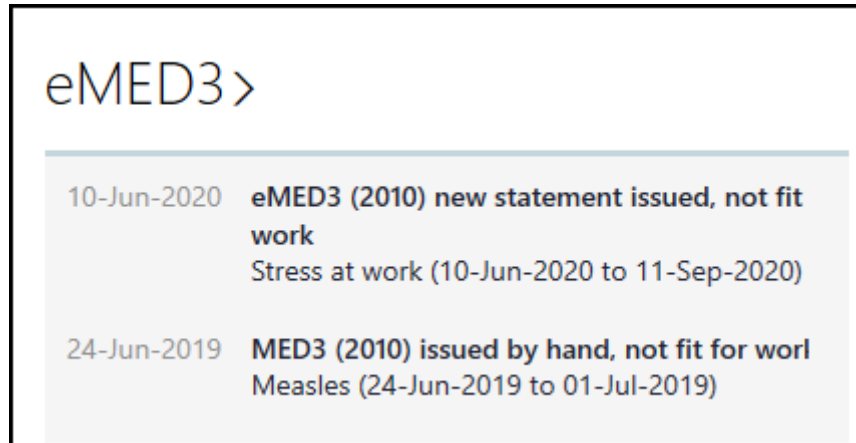 eMED3>
10-Jun-2020 eMED3 (2010) new statement issued, not fit
work
Stress at work (10-Jun-2020 to 11-Sep-2020)
24-Jun-2019 MED3 (2010) issued by hand, not fit for worl
Measles (24-Jun-2019 to 01-Jul-2019)